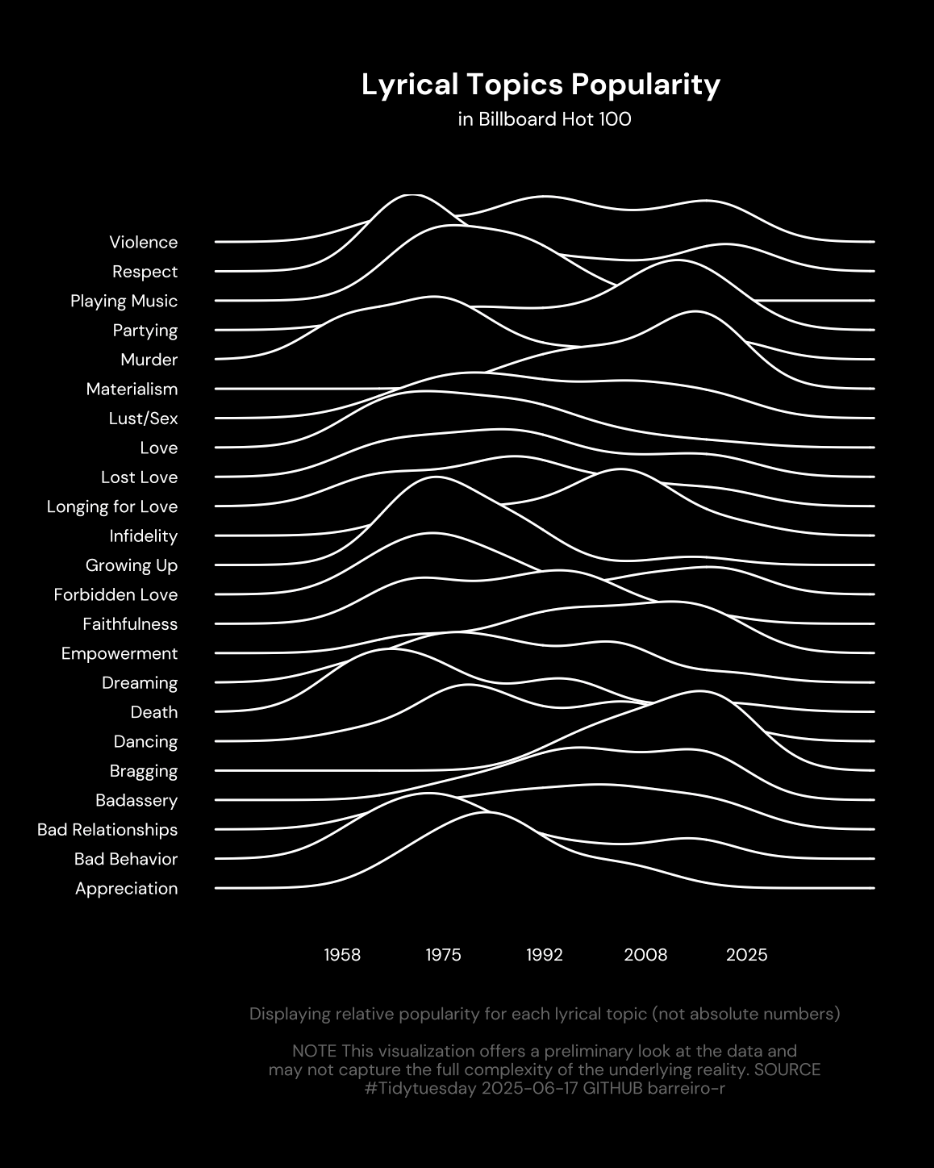 Lyrical Topics Popularity
in Billboard Hot 100
Violence
Respect
Playing Music
Partying
Murder
Materialism
Lust/Sex
Love
Lost Love
Longing for Love
Infidelity
Growing Up
Forbidden Love
Faithfulness
Empowerment
Dreaming
Death
Dancing
Bragging
Badassery
Bad Relationships
Bad Behavior
Appreciation
1958 1975 1992 2008 2025
Displaying relative popularity for each lyrical topic (not absolute numbers)
NOTE This visualization offers a preliminary look at the data and
may not capture the full complexity of the underlying reality. SOURCE
#Tidytuesday 2025-06-17 GITHUB barreiro-r